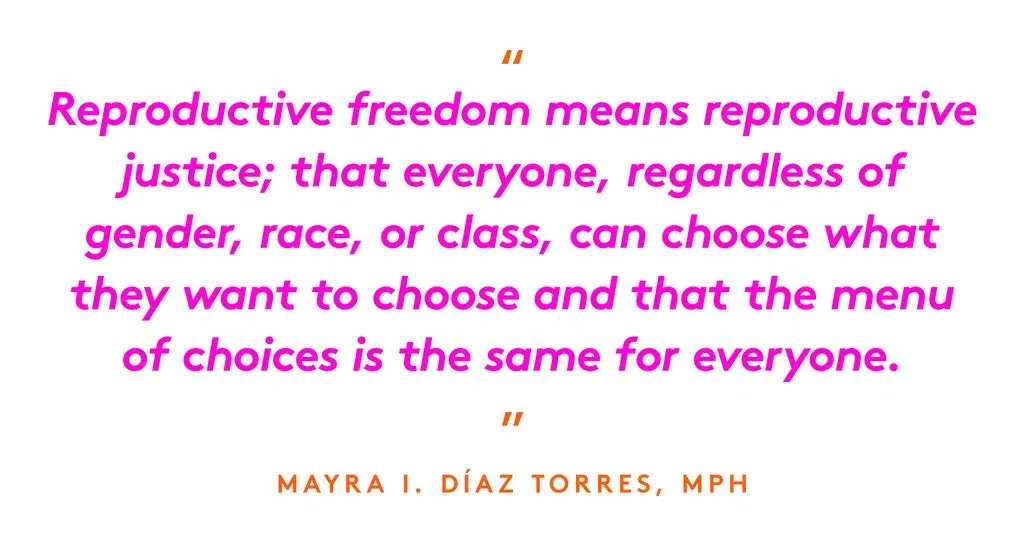 “
Reproductive freedom means reproductive
justice; that everyone, regardless of
gender, race, or class, can choose what
they want to choose and that the menu
of choices is the same for everyone.
”
MAYRA I. DÍAZ TORRES, MPH